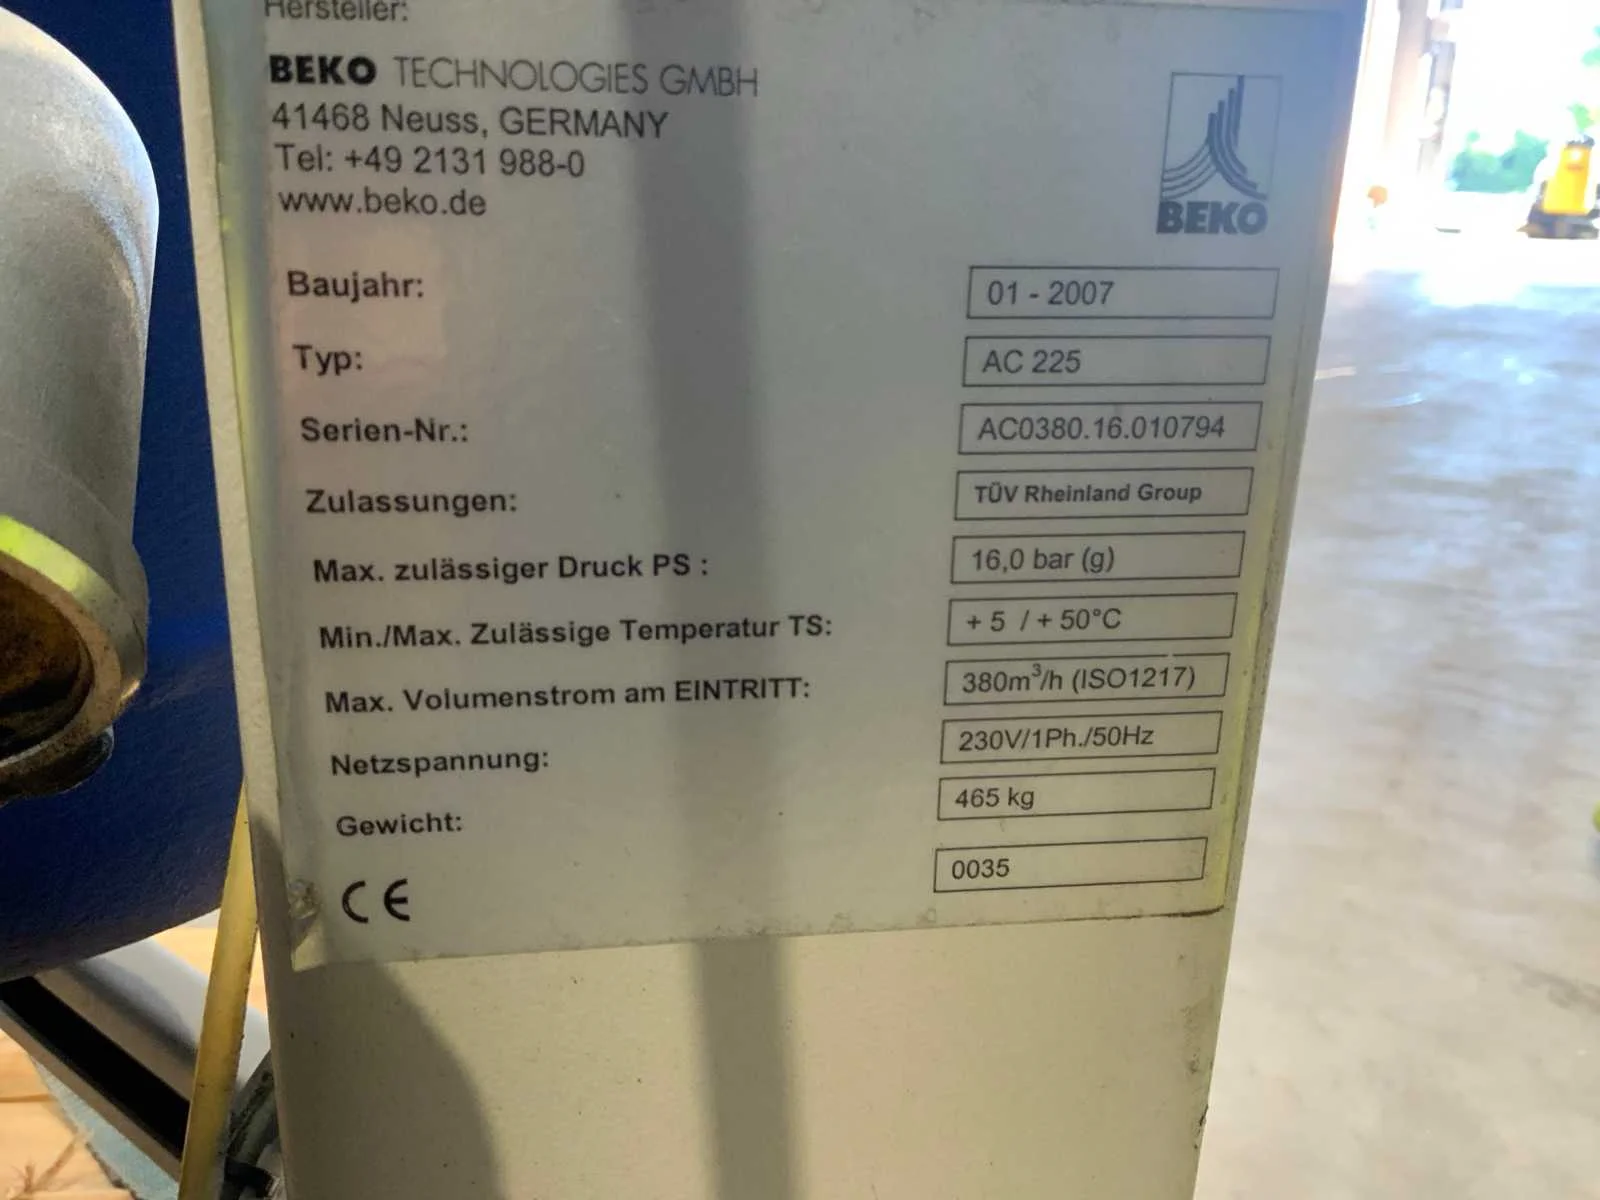 Hersteller:
BEKO TECHNOLOGIES GMBH
41468 Neuss, GERMANY
Tel: +49 2131 988-0
www.beko.de
BEKO
Baujahr: 01 - 2007
Typ: AC 225
Serien-Nr.: AC0380.16.010794
Zulassungen: TÜV Rheinland Group
Max. zulässiger Druck PS : 16,0 bar (g)
Min./Max. Zulässige Temperatur TS: + 5 / + 50°C
Max. Volumenstrom am EINTRITT: 380m³/h (ISO1217)
Netzspannung: 230V/1Ph./50Hz
Gewicht: 465 kg
CE 0035